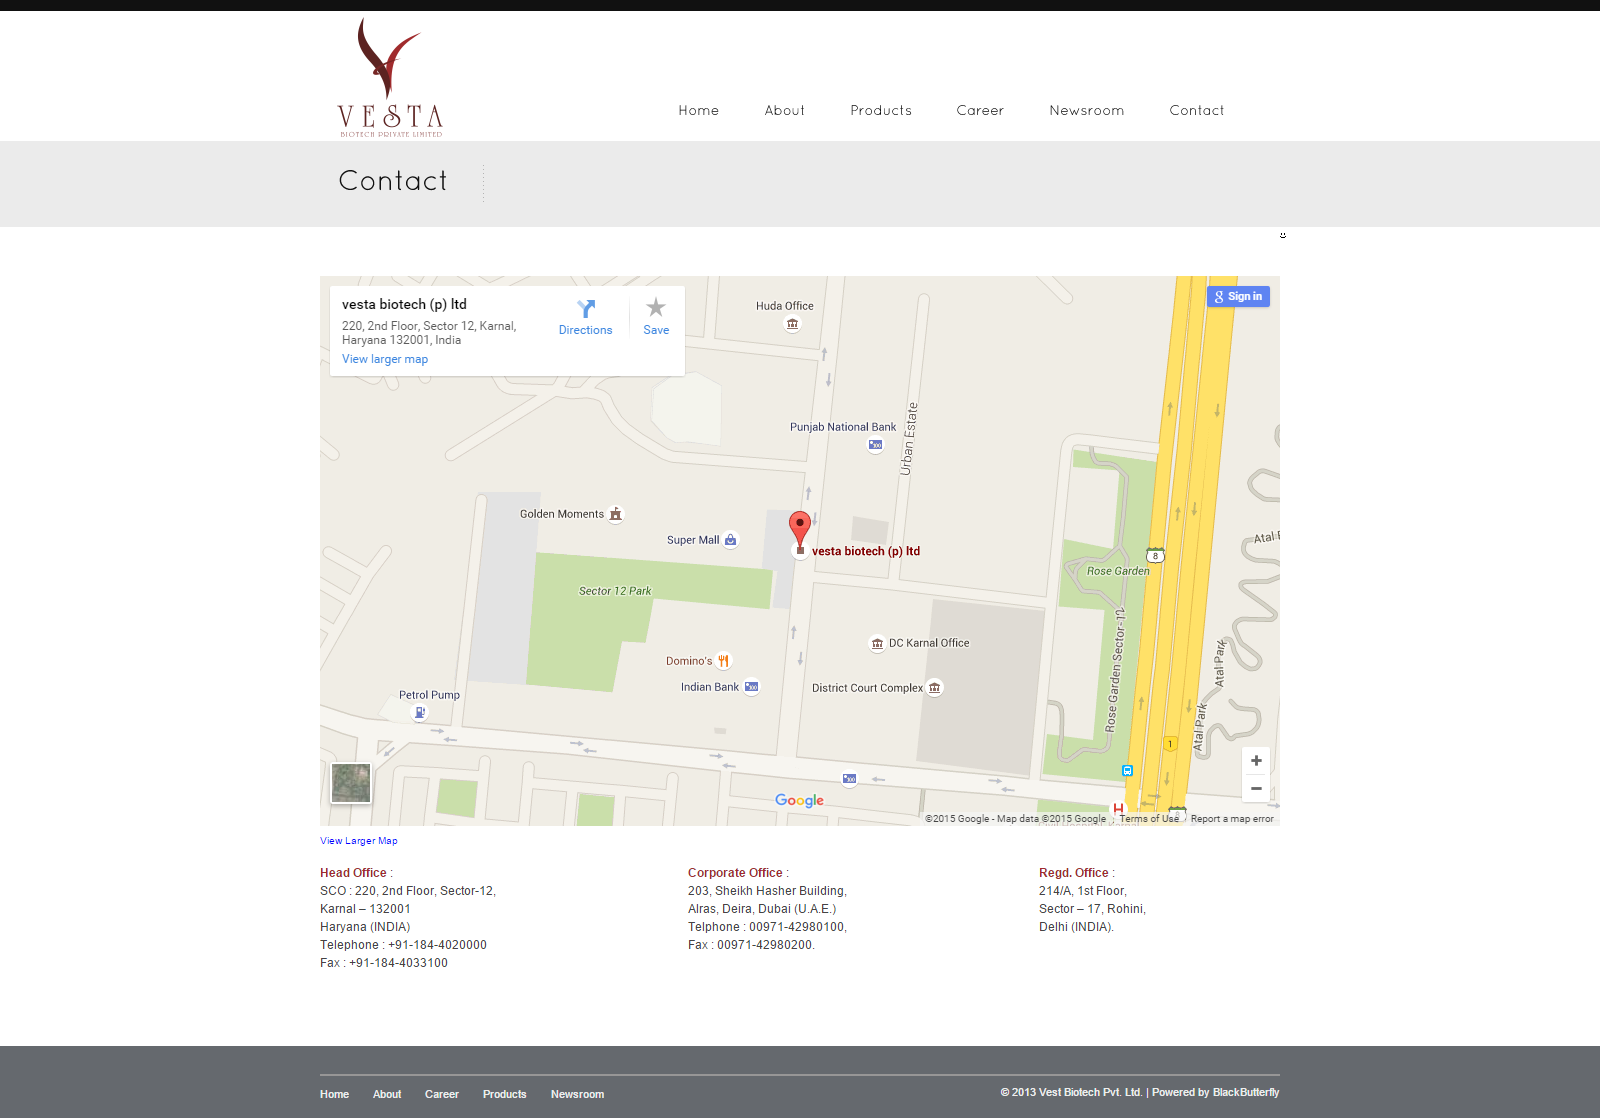 VESTA
BIOTECH PRIVATE LIMITED
Home
About
Products
Career
Newsroom
Contact
Contact
vesta biotech (p) ltd
220, 2nd Floor, Sector 12, Karnal,
Haryana 132001, India
View larger map
Directions
Save
Sign in
Huda Office
Punjab National Bank
Urban Estate
Golden Moments
Super Mall
vesta biotech (p) ltd
Sector 12 Park
Rose Garden
8
DC Karnal Office
Domino's
Indian Bank
District Court Complex
Petrol Pump
Rose Garden Sector-12
Atal Park
Atal Park
1
Google
©2015 Google - Map data ©2015 Google
Terms of Use
Report a map error
View Larger Map
Head Office :
SCO : 220, 2nd Floor, Sector-12,
Karnal – 132001
Haryana (INDIA)
Telephone : +91-184-4020000
Fax : +91-184-4033100
Corporate Office :
203, Sheikh Hasher Building,
Alras, Deira, Dubai (U.A.E.)
Telphone : 00971-42980100,
Fax : 00971-42980200.
Regd. Office :
214/A, 1st Floor,
Sector – 17, Rohini,
Delhi (INDIA).
Home
About
Career
Products
Newsroom
© 2013 Vest Biotech Pvt. Ltd. | Powered by BlackButterfly